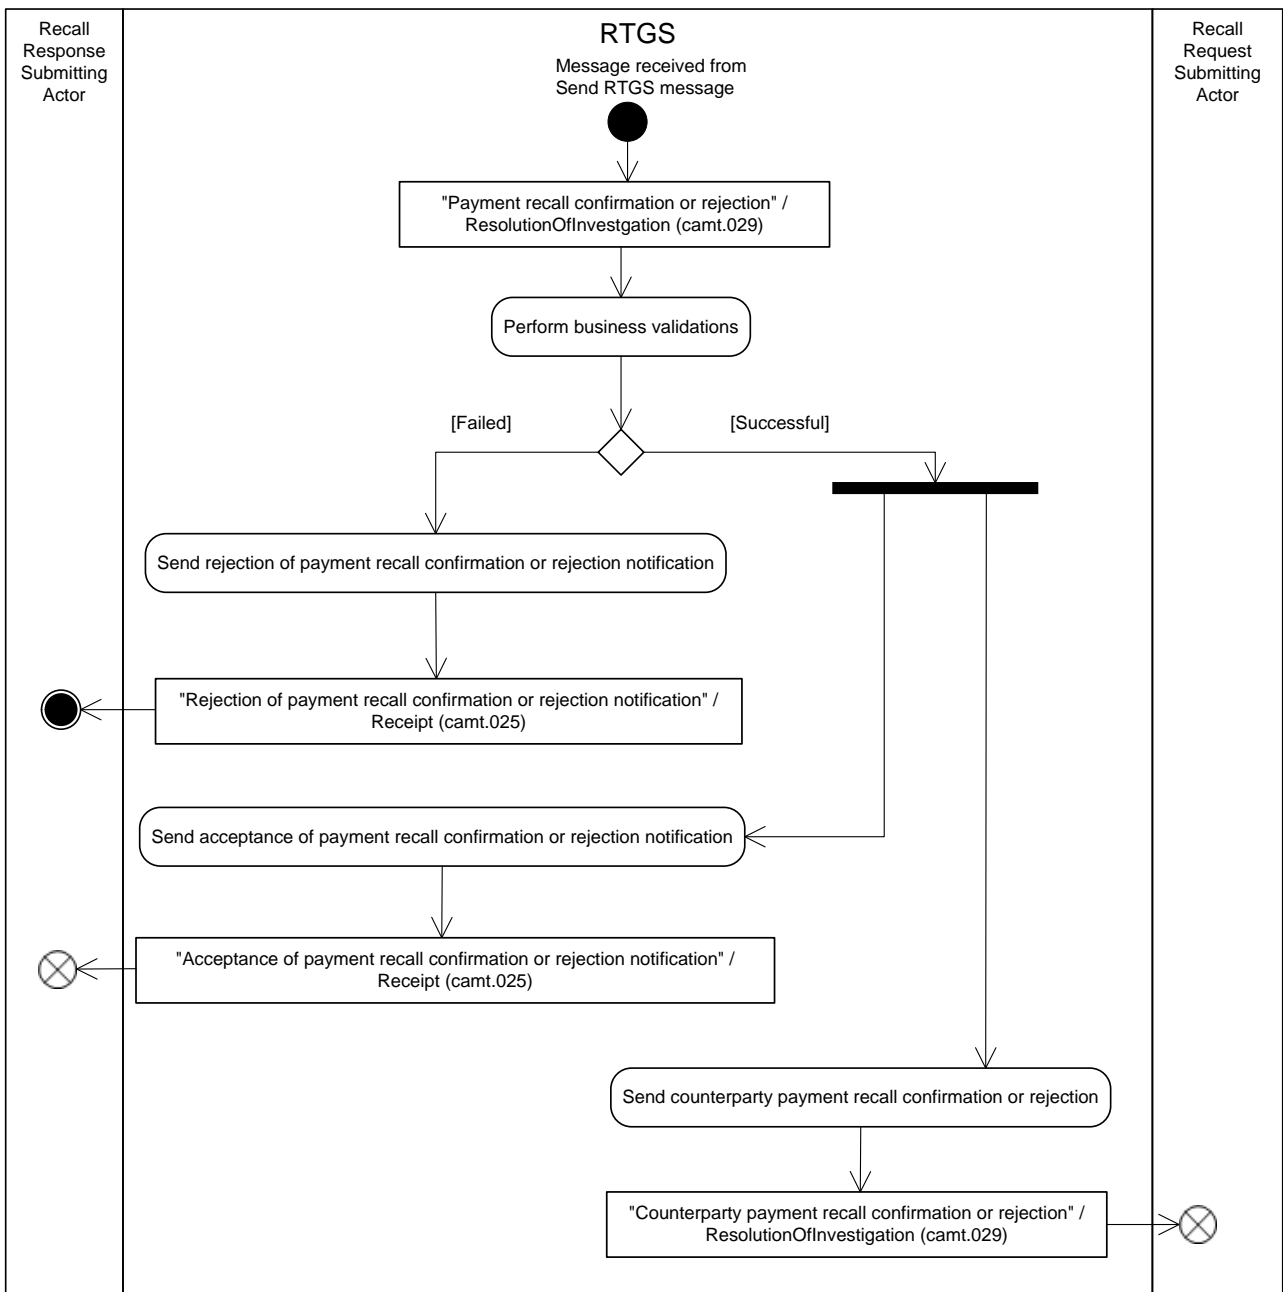 Recall
Response
Submitting
Actor
RTGS
Message received from
Send RTGS message
Recall
Request
Submitting
Actor
"Payment recall confirmation or rejection" /
ResolutionOfInvestgation (camt.029)
Perform business validations
[Failed]
[Successful]
Send rejection of payment recall confirmation or rejection notification
"Rejection of payment recall confirmation or rejection notification" /
Receipt (camt.025)
Send acceptance of payment recall confirmation or rejection notification
"Acceptance of payment recall confirmation or rejection notification" /
Receipt (camt.025)
Send counterparty payment recall confirmation or rejection
"Counterparty payment recall confirmation or rejection" /
ResolutionOfInvestigation (camt.029)